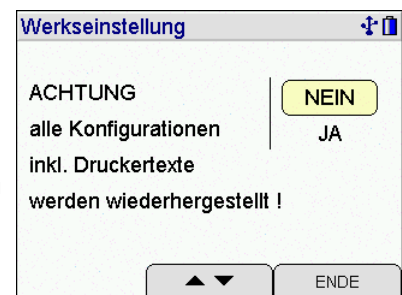 Werkseinstellung
ACHTUNG
alle Konfigurationen
inkl. Druckertexte
werden wiederhergestellt !
NEIN
JA
ENDE